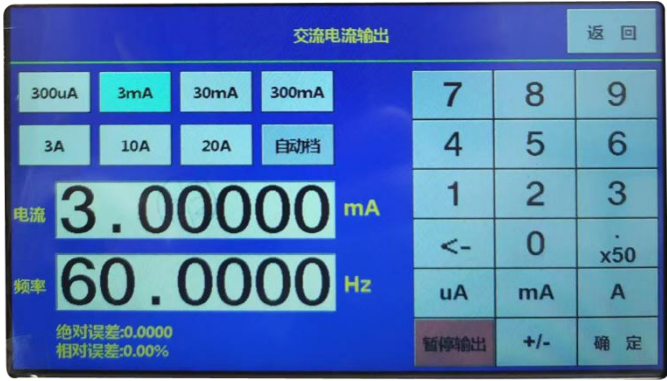 交流电流输出
返 回
300uA 3mA 30mA 300mA
3A 10A 20A 自动档
电流 3.00000 mA
频率 60.0000 Hz
绝对误差:0.0000
相对误差:0.00%
7 8 9
4 5 6
1 2 3
<- 0 . x50
uA mA A
暂停输出 +/- 确 定